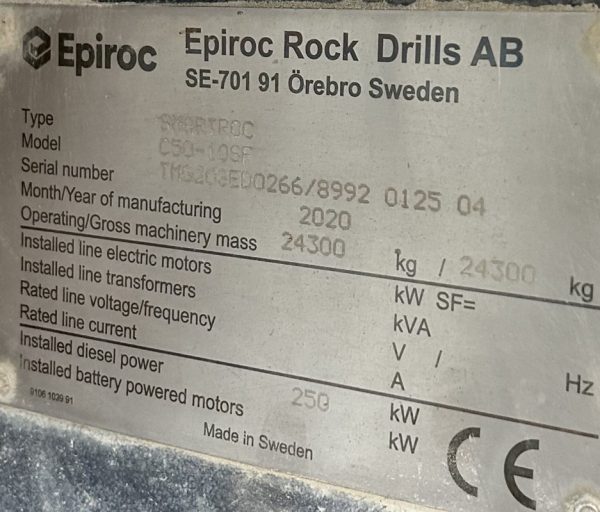 Epiroc Epiroc Rock Drills AB
SE-701 91 Örebro Sweden
Type SMARTROC
Model C50-10SF
Serial number /8992 0125 04
Month/Year of manufacturing 2020
Operating/Gross machinery mass 24300 kg / 24300 kg
Installed line electric motors kW SF=
Installed line transformers kVA
Rated line voltage/frequency V / Hz
Rated line current A
Installed diesel power 250 kW
Installed battery powered motors kW
9106 1039 91
Made in Sweden
CE